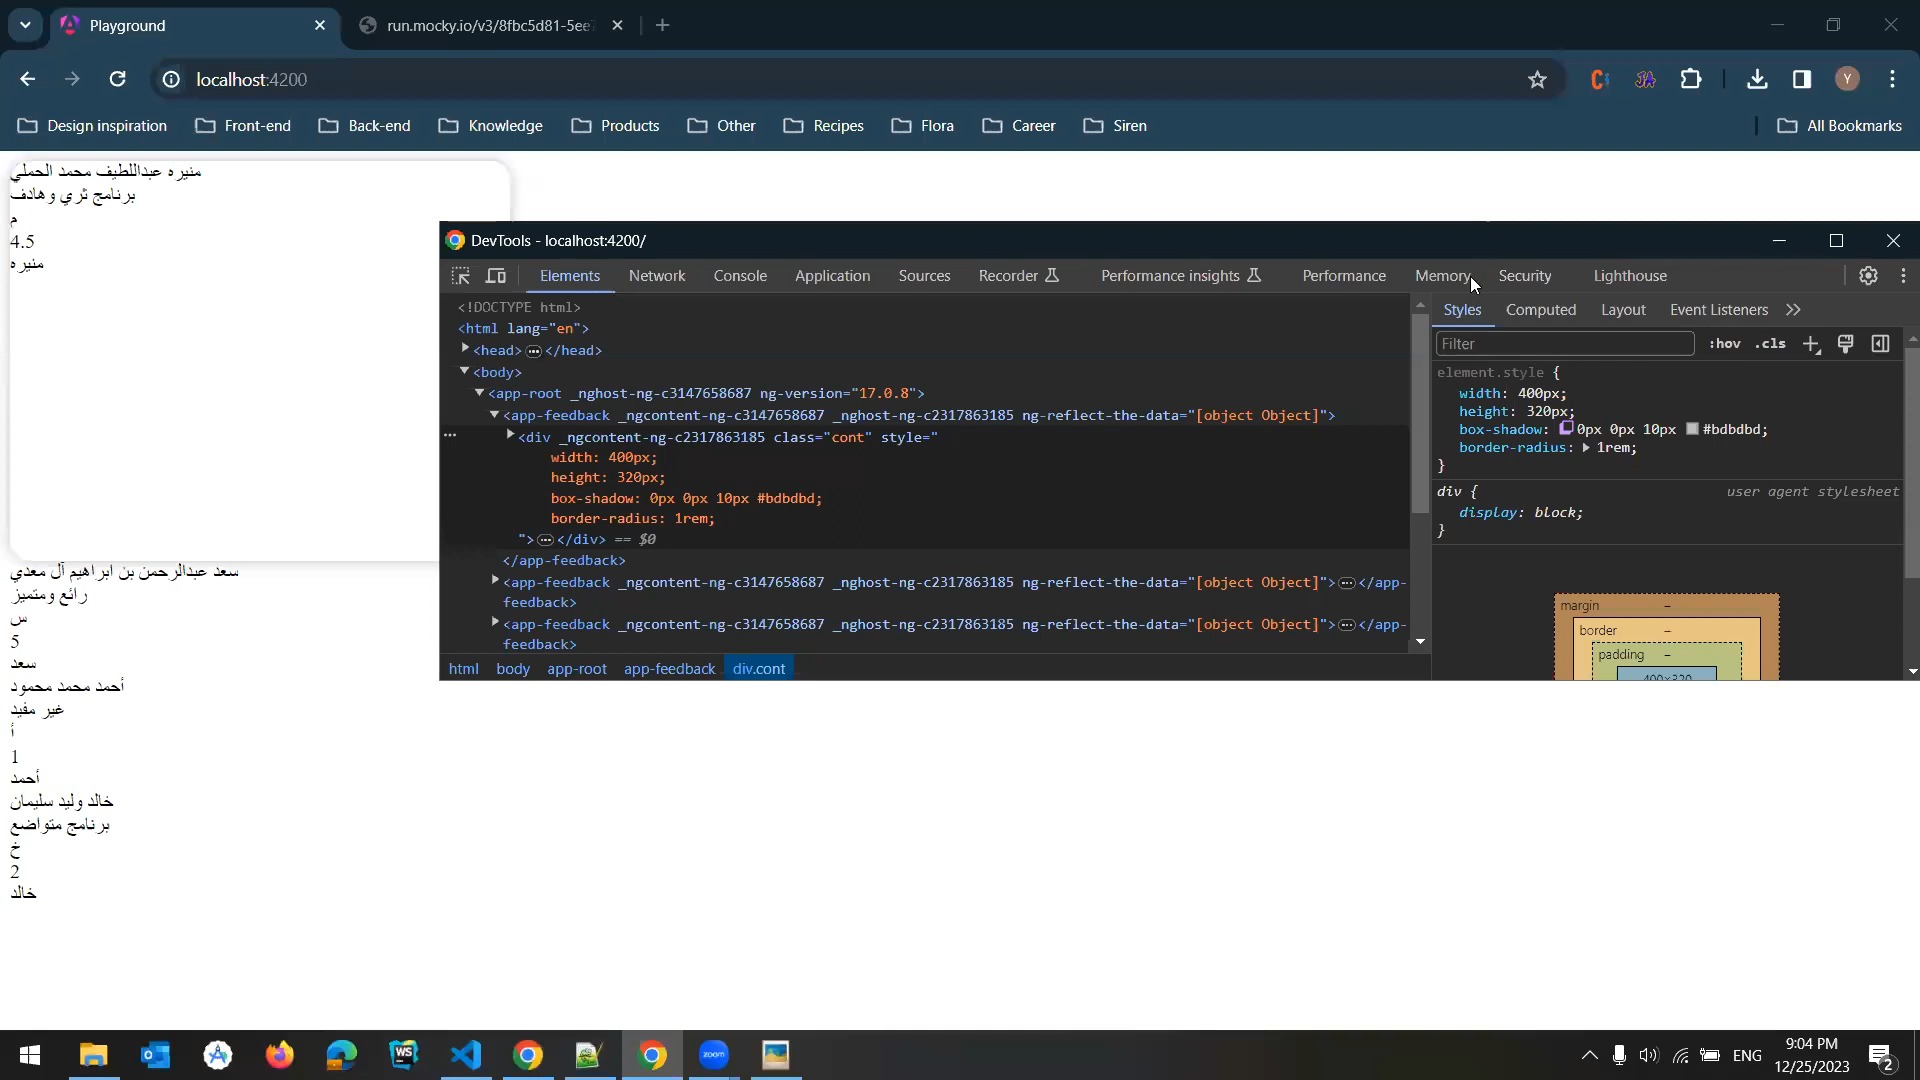 Playground
run.mocky.io/v3/8fbc5d81-5ee
localhost:4200
Design inspiration
Front-end
Back-end
Knowledge
Products
Other
Recipes
Flora
Career
Siren
All Bookmarks
Y
منيره عبداللطيف محمد الحملي
برنامج ثري وهادف
م
4.5
منيره
DevTools - localhost:4200/
Elements Network Console Application Sources Recorder Performance insights Performance Memory Security Lighthouse
<!DOCTYPE html>
<html lang="en">
<head> </head>
<body>
<app-root _nghost-ng-c3147658687 ng-version="17.0.8">
<app-feedback _ngcontent-ng-c3147658687 _nghost-ng-c2317863185 ng-reflect-the-data="[object Object]">
<div _ngcontent-ng-c2317863185 class="cont" style="
width: 400px;
height: 320px;
box-shadow: 0px 0px 10px #bdbdbd;
border-radius: 1rem;
"> </div> == $0
</app-feedback>
<app-feedback _ngcontent-ng-c3147658687 _nghost-ng-c2317863185 ng-reflect-the-data="[object Object]"> </app-
feedback>
<app-feedback _ngcontent-ng-c3147658687 _nghost-ng-c2317863185 ng-reflect-the-data="[object Object]"> </app-
feedback>
html body app-root app-feedback div.cont
Styles Computed Layout Event Listeners
Filter
:hov .cls
element.style {
width: 400px;
height: 320px;
box-shadow: 0px 0px 10px #bdbdbd;
border-radius: 1rem;
}
div { user agent stylesheet
display: block;
}
margin –
border –
padding –
400×320
سعد عبدالرحمن بن ابراهيم آل معدي
رائع ومتميز
س
5
سعد
أحمد محمد محمود
غير مفيد
أ
1
أحمد
خالد وليد سليمان
برنامج متواضع
خ
2
خالد
WS
zoom
ENG
9:04 PM
12/25/2023
2